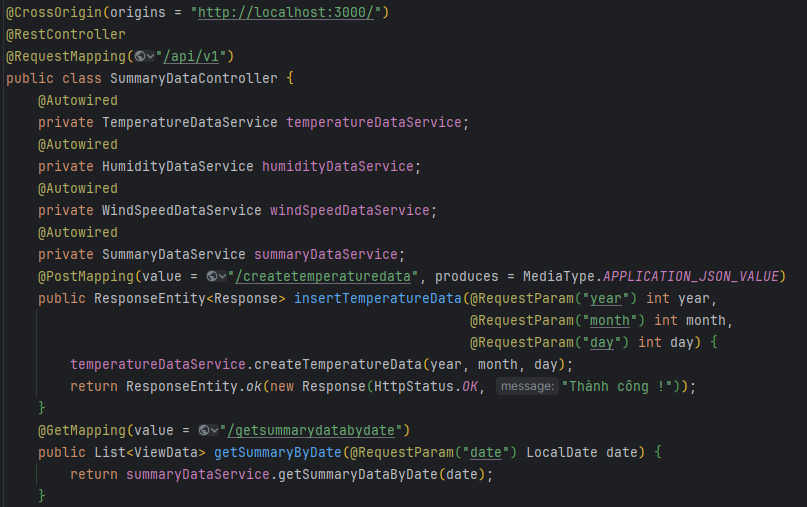 @CrossOrigin(origins = "http://localhost:3000/")
@RestController
@RequestMapping("/api/v1")
public class SummaryDataController {
    @Autowired
    private TemperatureDataService temperatureDataService;
    @Autowired
    private HumidityDataService humidityDataService;
    @Autowired
    private WindSpeedDataService windSpeedDataService;
    @Autowired
    private SummaryDataService summaryDataService;
    @PostMapping(value = "/createtemperaturedata", produces = MediaType.APPLICATION_JSON_VALUE)
    public ResponseEntity<Response> insertTemperatureData(@RequestParam("year") int year,
                                                          @RequestParam("month") int month,
                                                          @RequestParam("day") int day) {
        temperatureDataService.createTemperatureData(year, month, day);
        return ResponseEntity.ok(new Response(HttpStatus.OK, message: "Thành công !"));
    }
    @GetMapping(value = "/getsummarydatabydate")
    public List<ViewData> getSummaryByDate(@RequestParam("date") LocalDate date) {
        return summaryDataService.getSummaryDataByDate(date);
    }